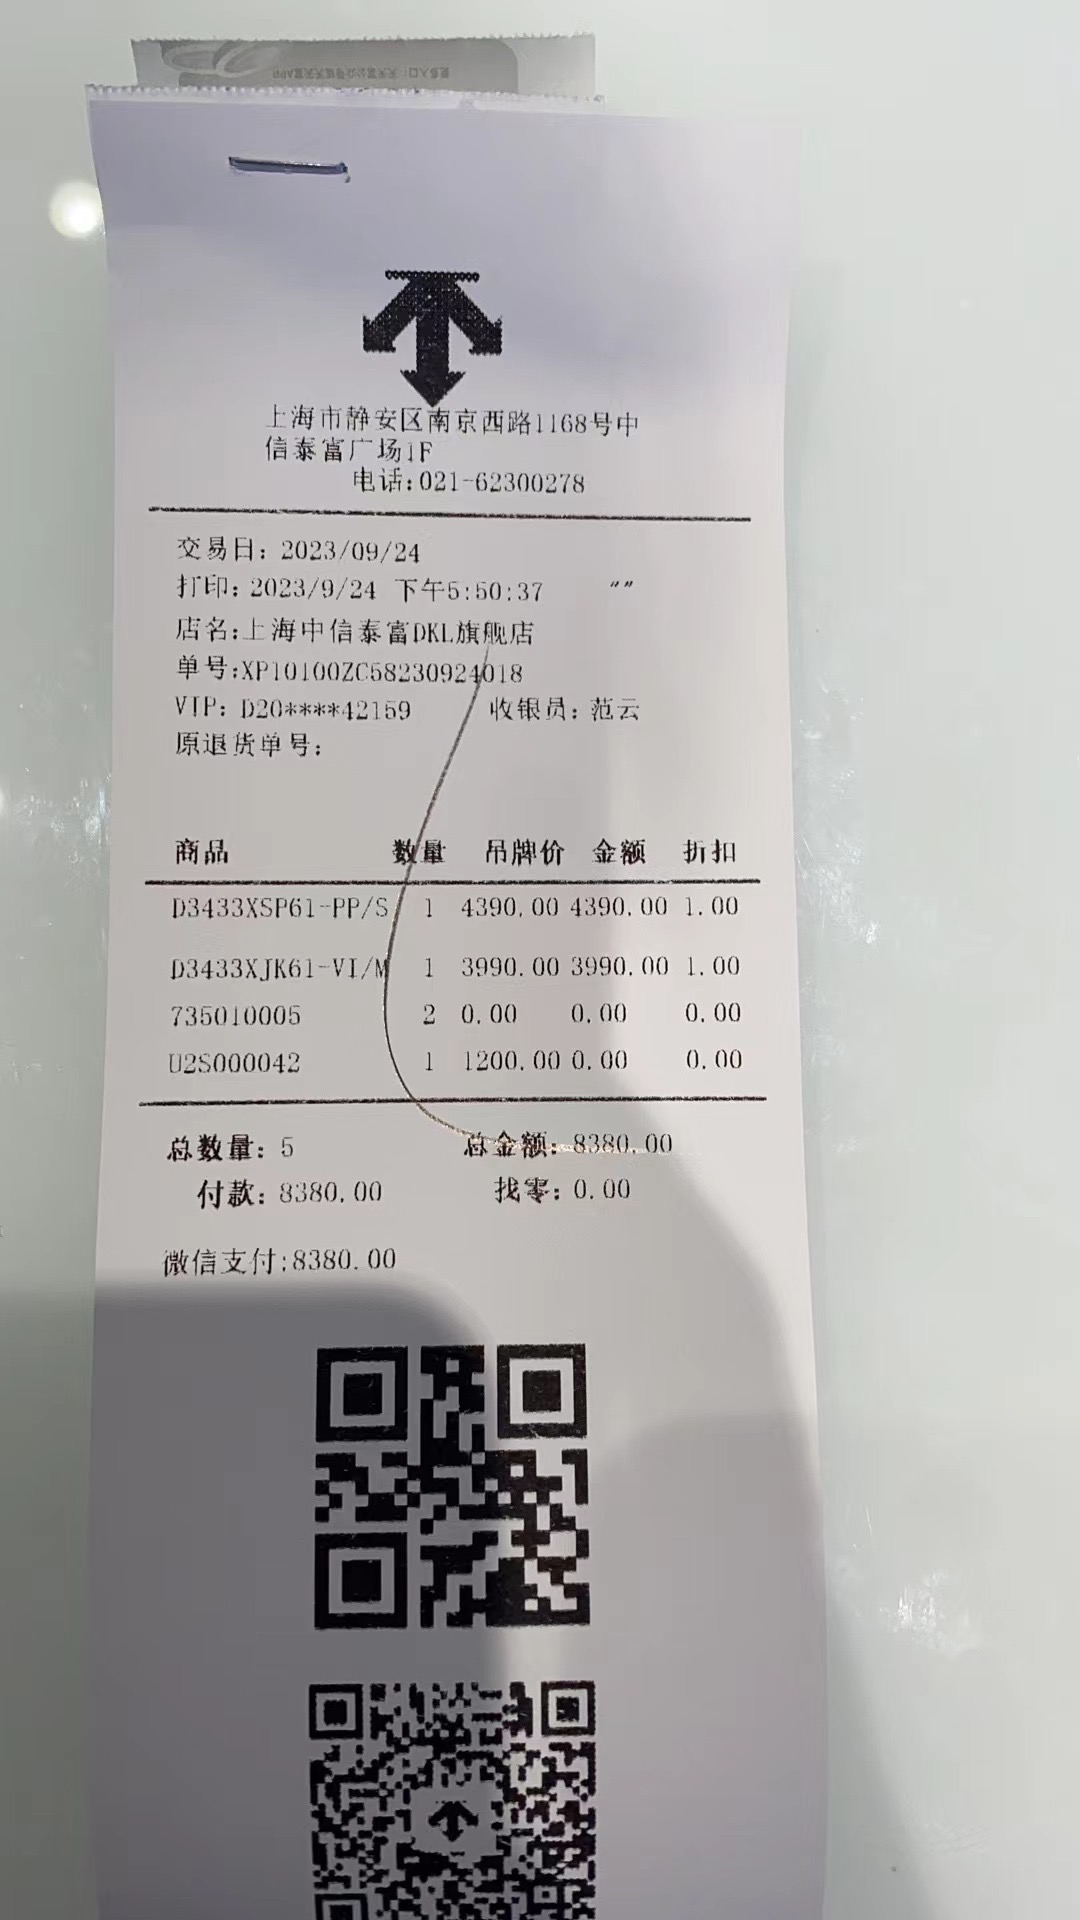 上海市静安区南京西路1168号中
信泰富广场1F
电话:021-62300278
交易日: 2023/09/24
打印: 2023/9/24 下午5:50:37 “”
店名:上海中信泰富DKL旗舰店
单号:XP10100ZC58230924018
VIP: D20****42159 收银员: 范云
原退货单号:
商品 数量 吊牌价 金额 折扣
D3433XSP61-PP/S 1 4390.00 4390.00 1.00
D3433XJK61-VI/M 1 3990.00 3990.00 1.00
735010005 2 0.00 0.00 0.00
U2S000042 1 1200.00 0.00 0.00
总数量: 5 总金额: 8380.00
付款: 8380.00 找零: 0.00
微信支付:8380.00